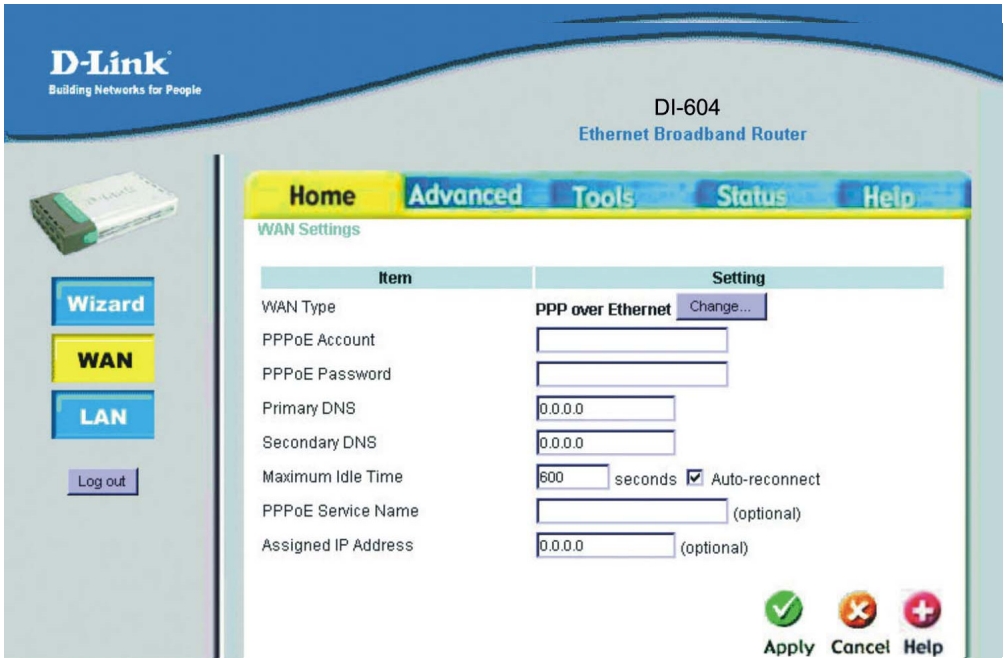 D-Link
Building Networks for People
DI-604
Ethernet Broadband Router
Home Advanced Tools Status Help
WAN Settings
Wizard
WAN
LAN
Log out
Item Setting
WAN Type PPP over Ethernet Change...
PPPoE Account
PPPoE Password
Primary DNS 0.0.0.0
Secondary DNS 0.0.0.0
Maximum Idle Time 600 seconds Auto-reconnect
PPPoE Service Name (optional)
Assigned IP Address 0.0.0.0 (optional)
Apply Cancel Help